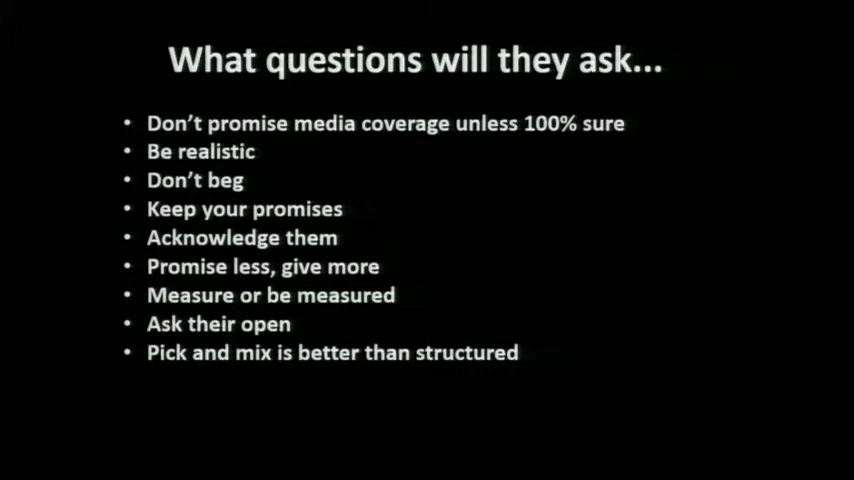 What questions will they ask...
• Don't promise media coverage unless 100% sure
• Be realistic
• Don't beg
• Keep your promises
• Acknowledge them
• Promise less, give more
• Measure or be measured
• Ask their open
• Pick and mix is better than structured